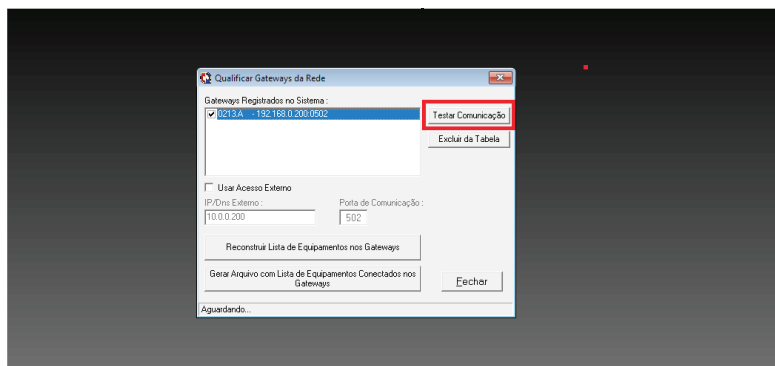 Qualificar Gateways da Rede
Gateways Registrados no Sistema :
0213.A - 192.168.0.200:0502
Testar Comunicação
Excluir da Tabela
Usar Acesso Externo
IP/Dns Externo :
Porta de Comunicação :
10.0.0.200
502
Reconstruir Lista de Equipamentos nos Gateways
Gerar Arquivo com Lista de Equipamentos Conectados nos
Gateways
Fechar
Aguardando...